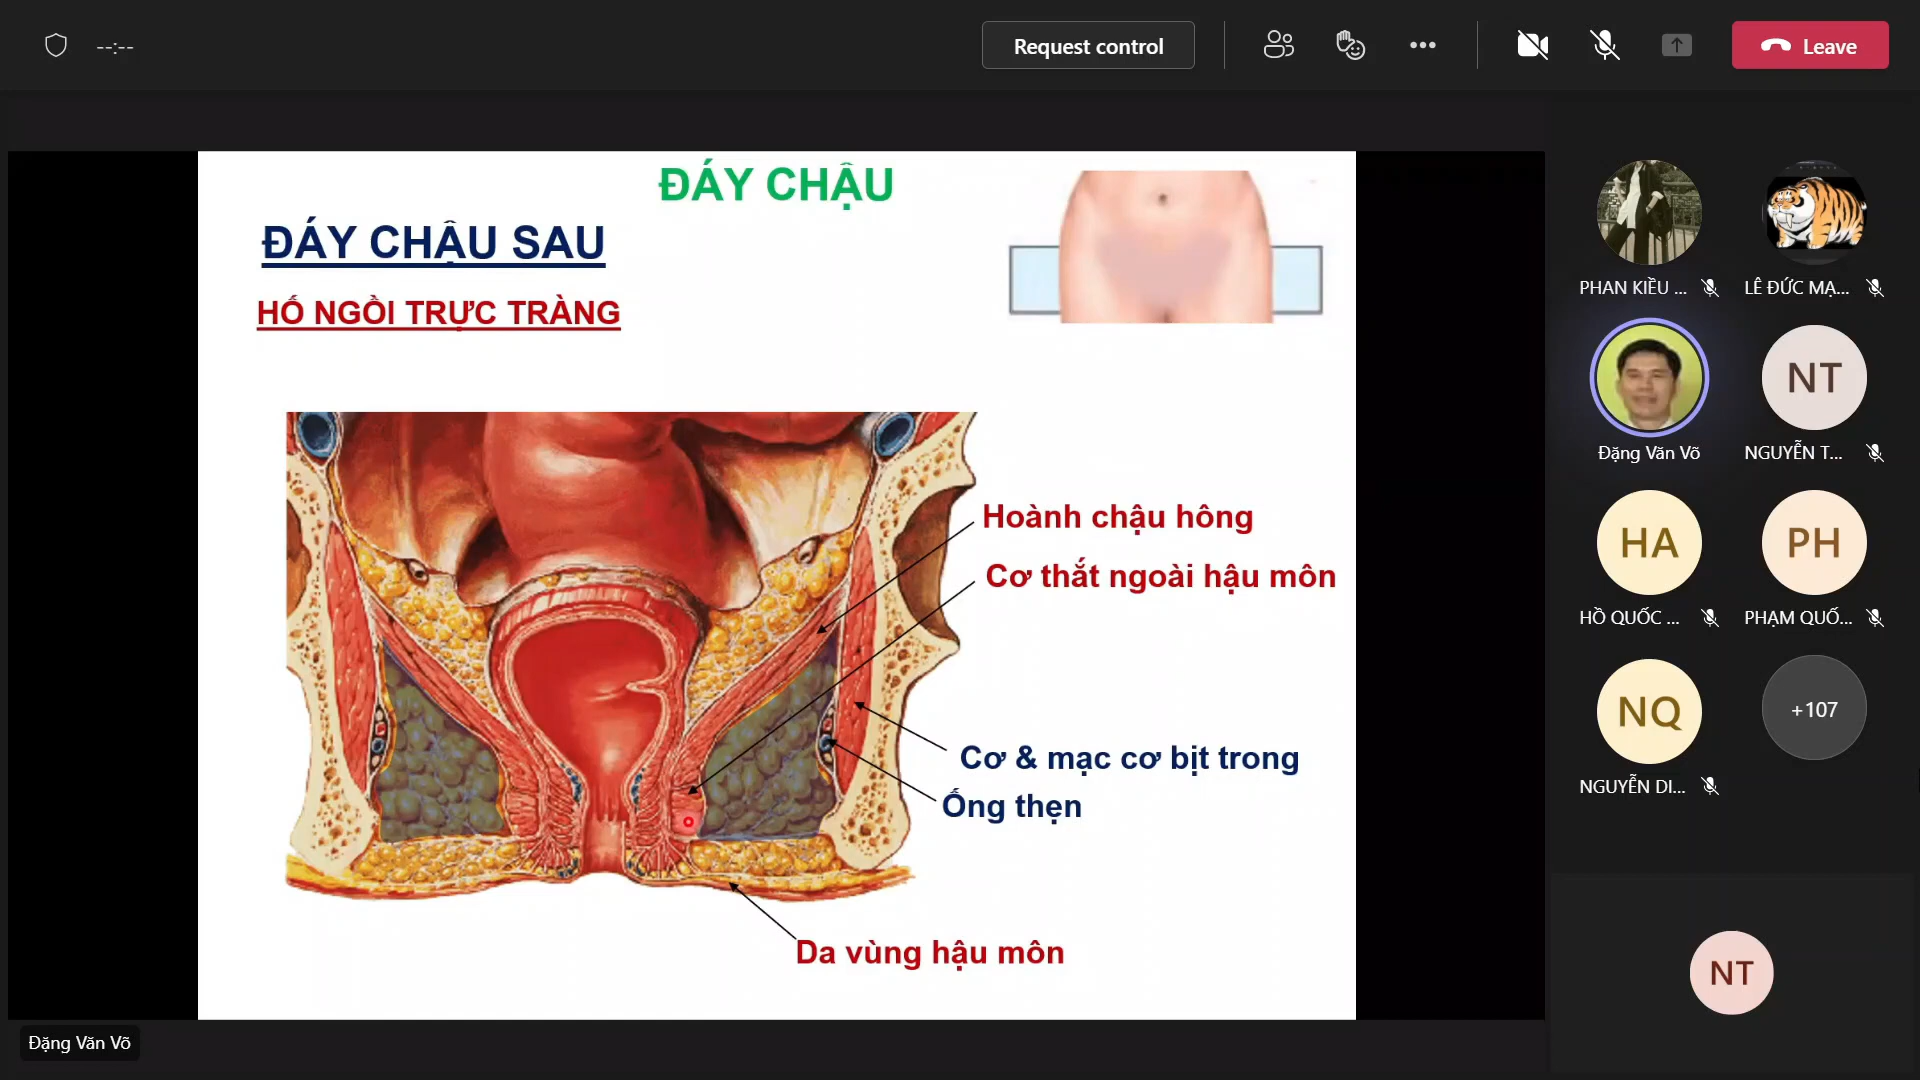 --:--
Request control
Leave
ĐÁY CHẬU
ĐÁY CHẬU SAU
HỐ NGỒI TRỰC TRÀNG
Hoành chậu hông
Cơ thắt ngoài hậu môn
Cơ & mạc cơ bịt trong
Ống thẹn
Da vùng hậu môn
PHAN KIỀU ...
LÊ ĐỨC MẠ...
Đặng Văn Võ
NT
NGUYỄN T...
HA
HỒ QUỐC ...
PH
PHẠM QUỐ...
NQ
NGUYỄN DI...
+107
NT
Đặng Văn Võ